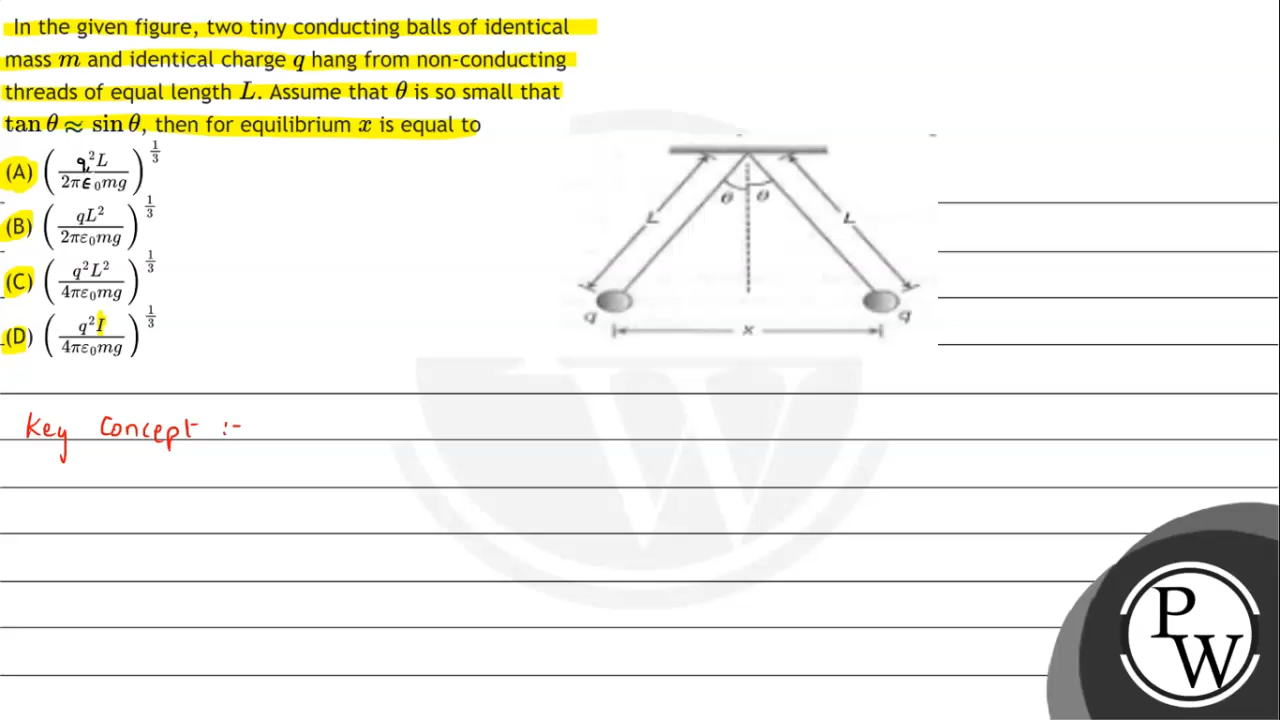 In the given figure, two tiny conducting balls of identical
mass m and identical charge q hang from non-conducting
threads of equal length L. Assume that θ is so small that
tan θ ≈ sin θ, then for equilibrium x is equal to
(A) (q²L / 2πε₀mg)^(1/3)
(B) (qL² / 2πε₀mg)^(1/3)
(C) (q²L² / 4πε₀mg)^(1/3)
(D) (q²I / 4πε₀mg)^(1/3)
θ θ
L L
q q
x
Key Concept :-
P
W